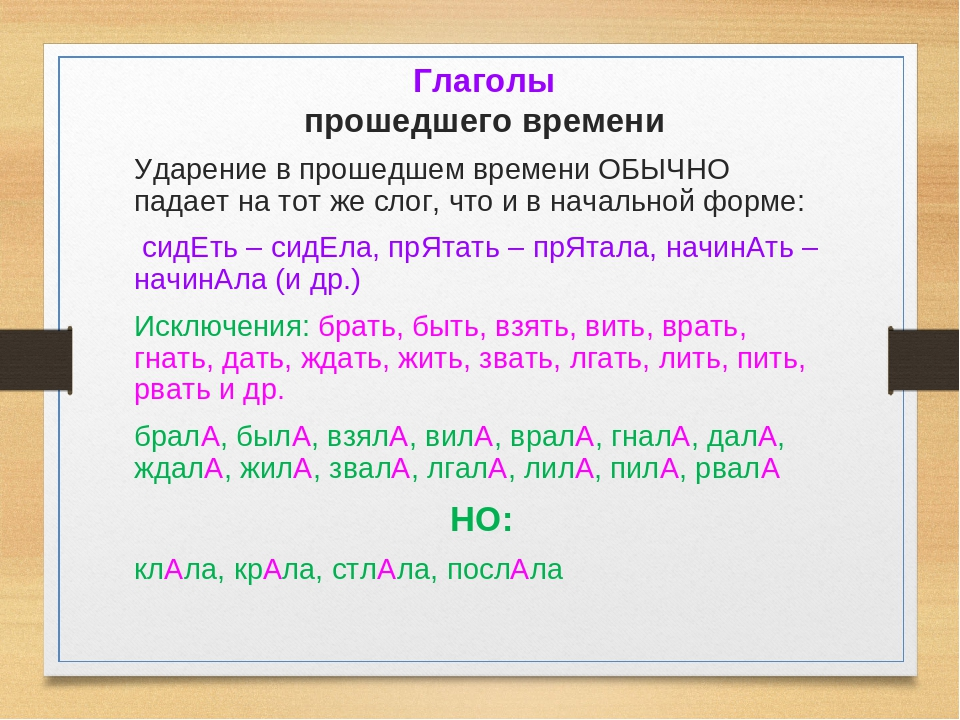 Глаголы
прошедшего времени
Ударение в прошедшем времени ОБЫЧНО
падает на тот же слог, что и в начальной форме:
сидЕть – сидЕла, прЯтать – прЯтала, начинАть –
начинАла (и др.)
Исключения: брать, быть, взять, вить, врать,
гнать, дать, ждать, жить, звать, лгать, лить, пить,
рвать и др.
бралА, былА, взялА, вилА, вралА, гналА, далА,
ждалА, жилА, звалА, лгалА, лилА, пилА, рвалА
НО:
клАла, крАла, стлАла, послАла